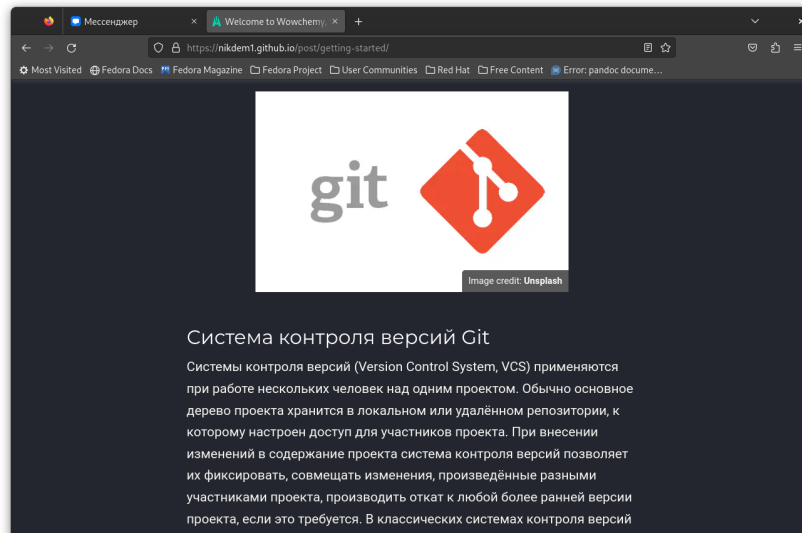 Мессенджер
Welcome to Wowchemy,
https://nikdem1.github.io/post/getting-started/
Most Visited Fedora Docs Fedora Magazine Fedora Project User Communities Red Hat Free Content Error: pandoc docume...
git
Image credit: Unsplash
Система контроля версий Git
Системы контроля версий (Version Control System, VCS) применяются
при работе нескольких человек над одним проектом. Обычно основное
дерево проекта хранится в локальном или удалённом репозитории, к
которому настроен доступ для участников проекта. При внесении
изменений в содержание проекта система контроля версий позволяет
их фиксировать, совмещать изменения, произведённые разными
участниками проекта, производить откат к любой более ранней версии
проекта, если это требуется. В классических системах контроля версий